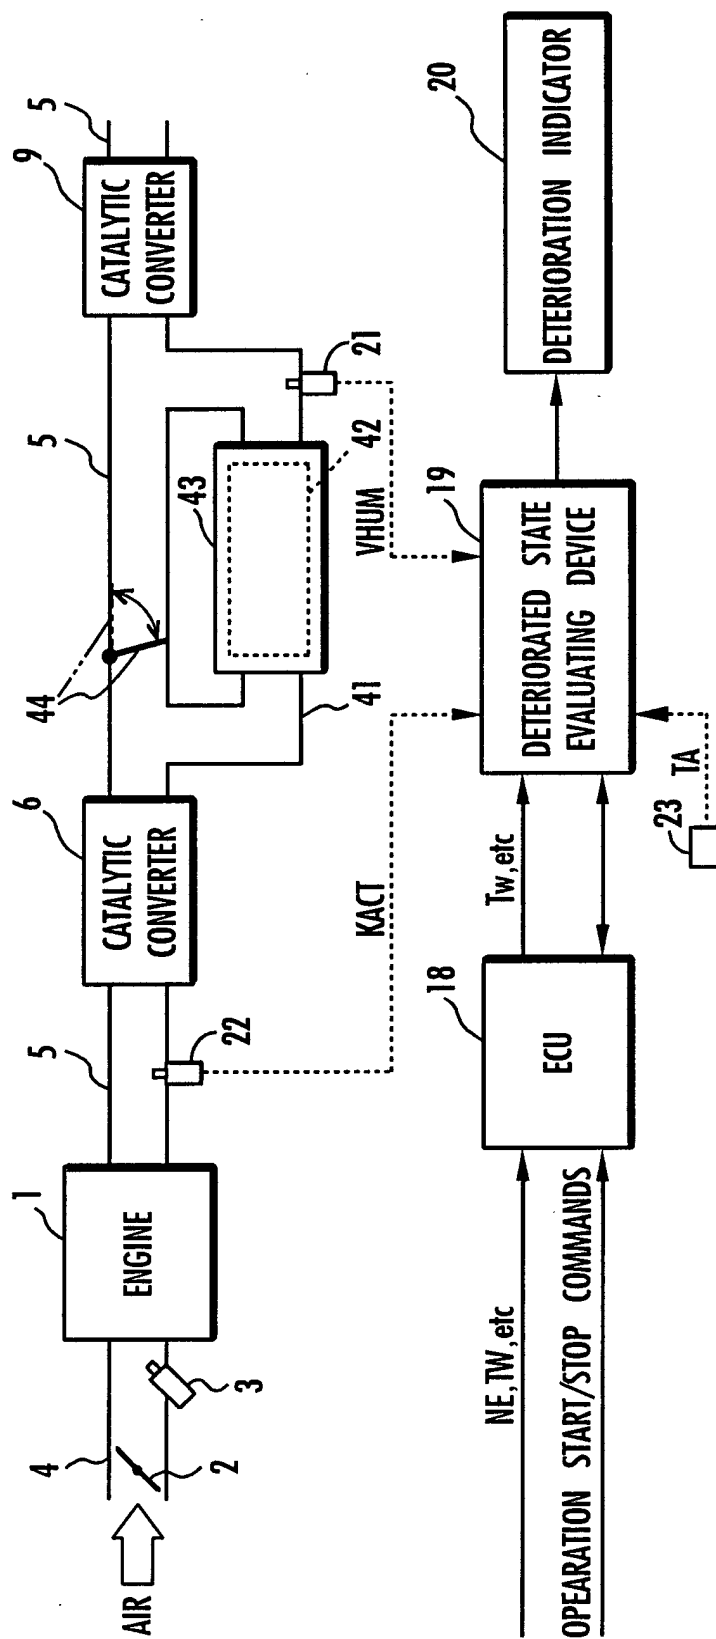 AIR
4
2
3
1
ENGINE
5
22
6
CATALYTIC
CONVERTER
KACT
44
41
43
42
5
21
VHUM
9
CATALYTIC
CONVERTER
5
NE,TW,etc
OPEARATION START/STOP COMMANDS
18
ECU
Tw,etc
23
TA
19
DETERIORATED STATE
EVALUATING DEVICE
20
DETERIORATION INDICATOR